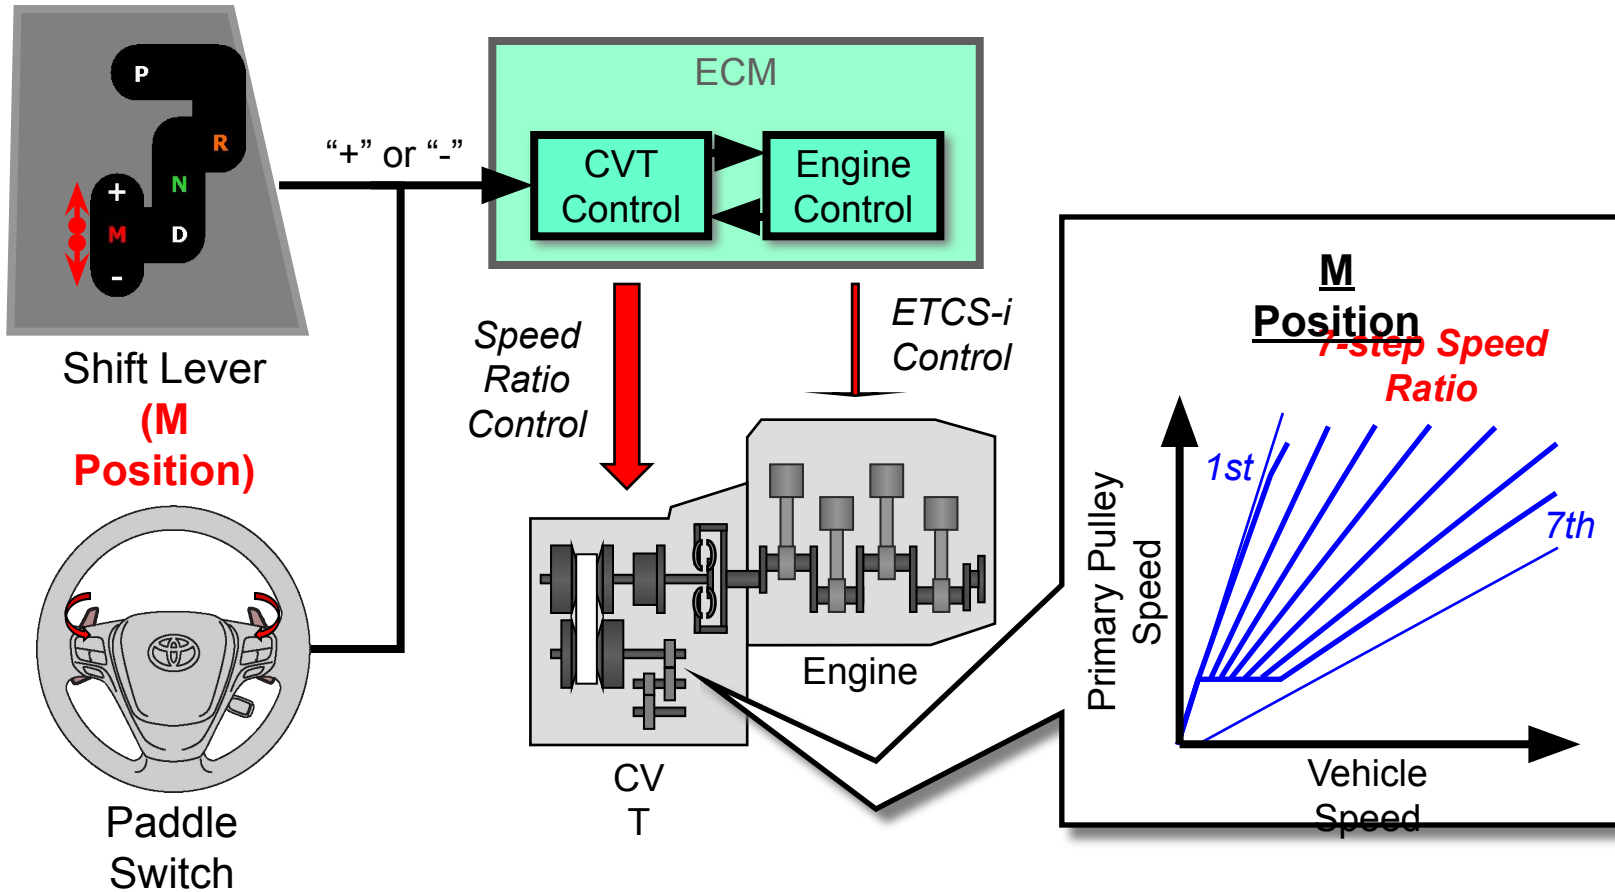 P
R
N
+
M
D
-
Shift Lever
(M
Position)
Paddle
Switch
“+” or “-”
ECM
CVT
Control
Engine
Control
Speed
Ratio
Control
ETCS-i
Control
Engine
CV
T
M
Position
7-step Speed
Ratio
1st
7th
Primary Pulley
Speed
Vehicle
Speed